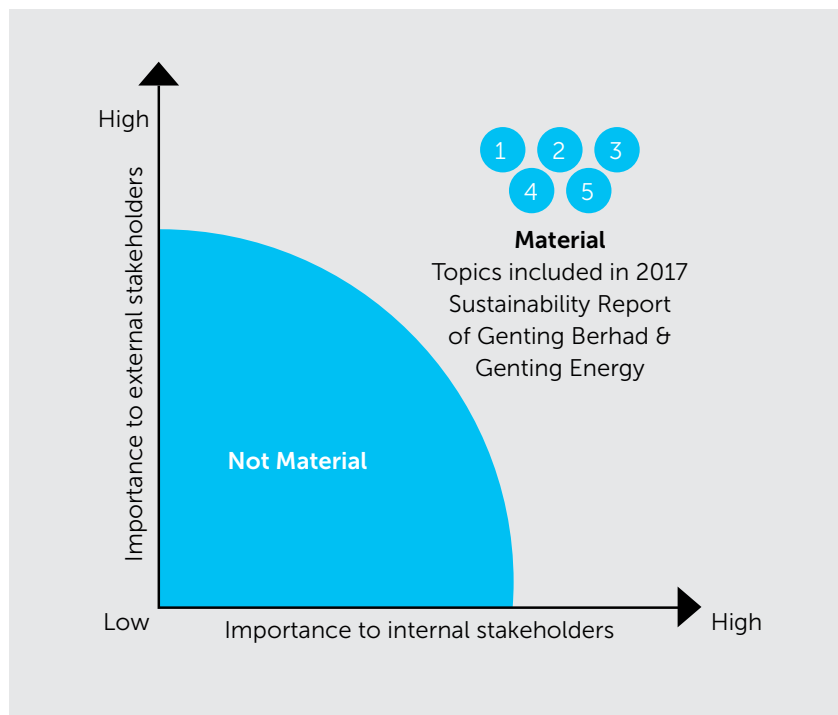 High
1 2 3
4 5
Material
Topics included in 2017
Sustainability Report
of Genting Berhad &
Genting Energy
Importance to external stakeholders
Not Material
Low
Importance to internal stakeholders
High